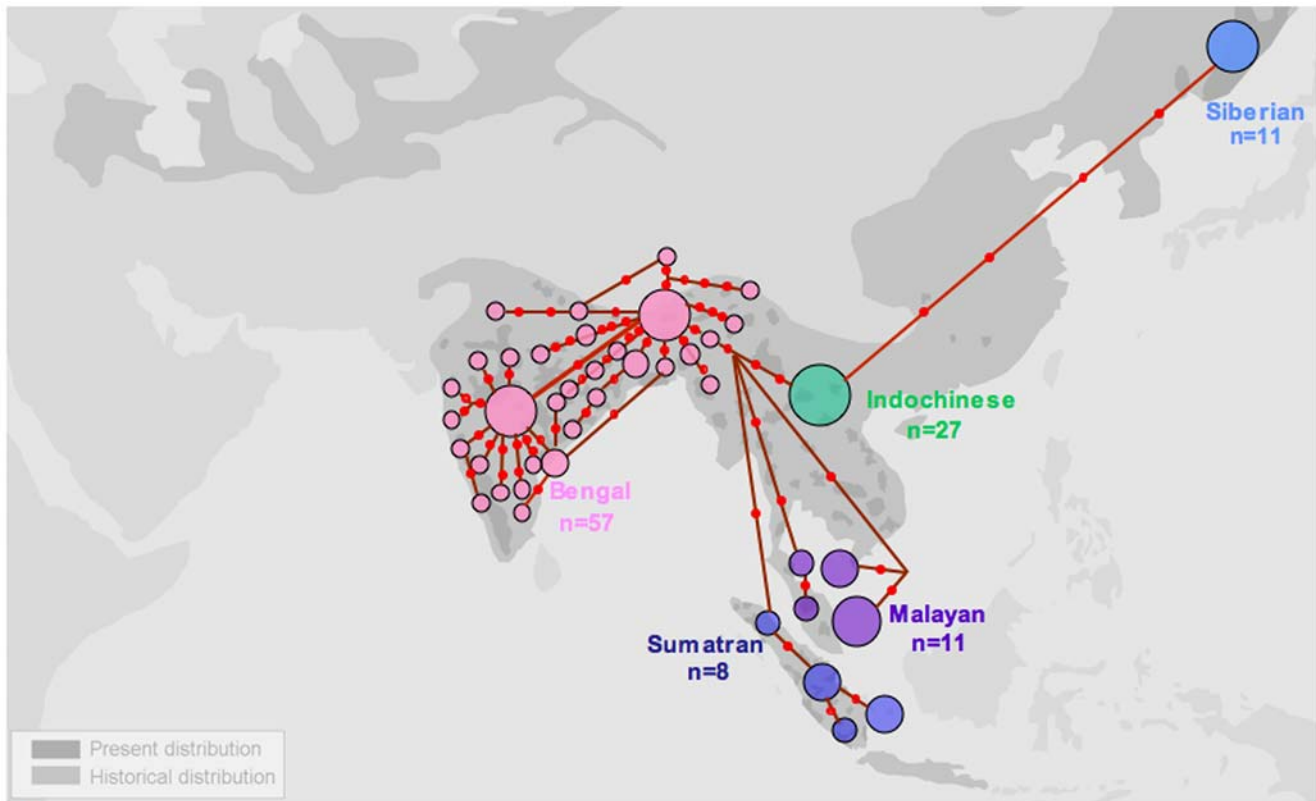 Siberian
n=11
Indochinese
n=27
Bengal
n=57
Malayan
n=11
Sumatran
n=8
Present distribution
Historical distribution